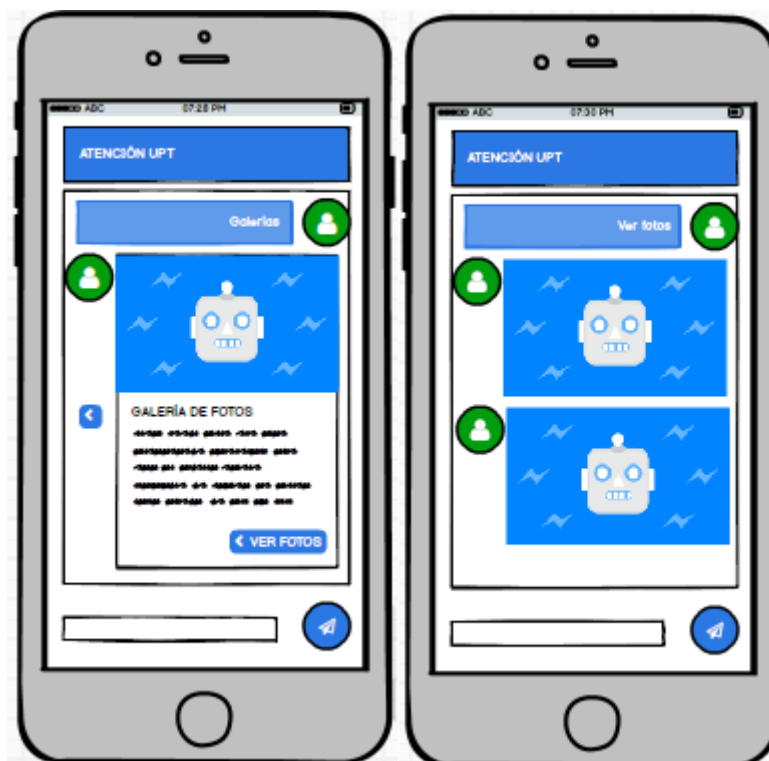 ABC 07:28 PM
ATENCIÓN UPT
Galerías
GALERÍA DE FOTOS
VER FOTOS
ABC 07:30 PM
ATENCIÓN UPT
Ver fotos